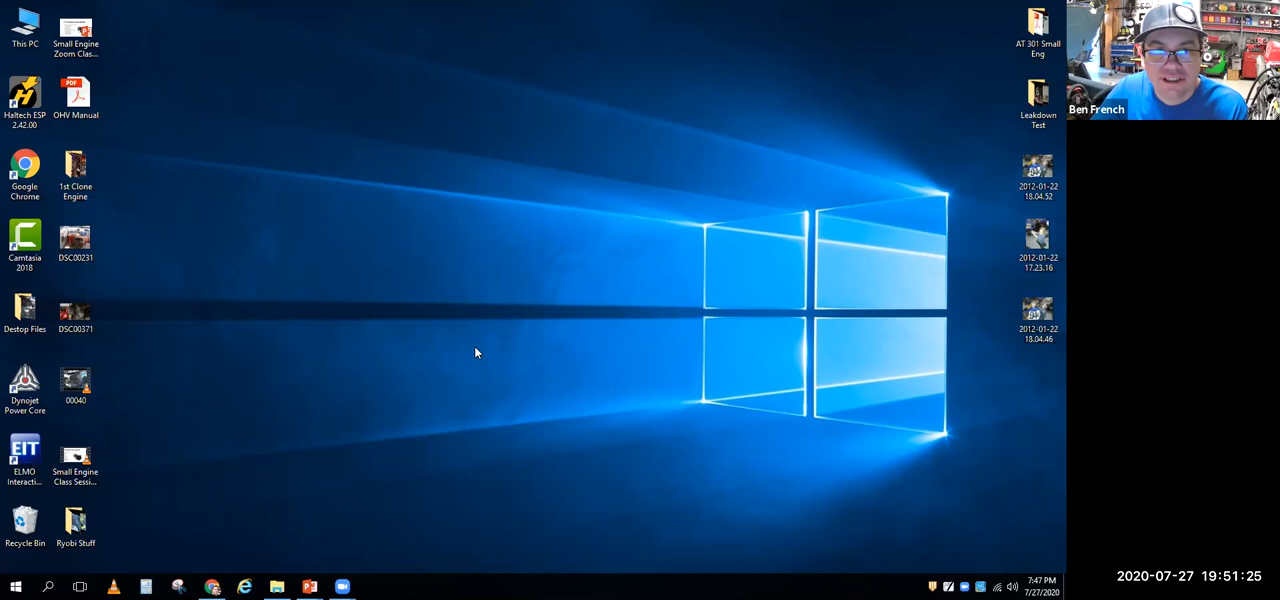 This PC
Small Engine
Zoom Clas...
Haltech ESP
2.42.00
PDF
OHV Manual
Google
Chrome
1st Clone
Engine
Camtasia
2018
DSC00231
Destop Files
DSC00371
Dynojet
Power Core
00040
EIT
ELMO
Interacti...
Small Engine
Class Sessi...
Recycle Bin
Ryobi Stuff
AT 301 Small
Eng
Leakdown
Test
2012-01-22
18.04.52
2012-01-22
17.23.16
2012-01-22
18.04.46
Ben French
7:47 PM
7/27/2020
2020-07-27 19:51:25